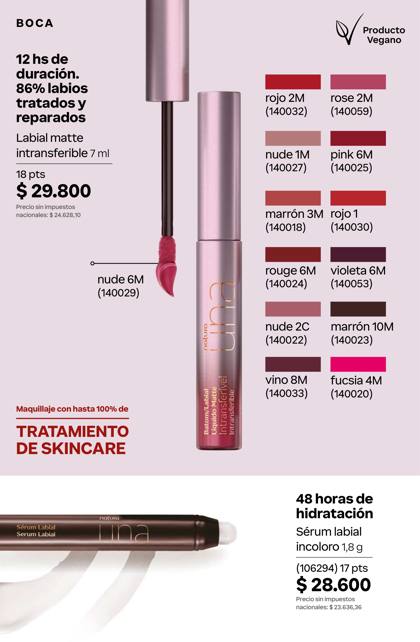 BOCA
Producto
Vegano
12 hs de
duración.
86% labios
tratados y
reparados
Labial matte
intransferible 7 ml
18 pts
$ 29.800
Precio sin impuestos
nacionales: $ 24.628,10
nude 6M
(140029)
rojo 2M
(140032)
rose 2M
(140059)
nude 1M
(140027)
pink 6M
(140025)
marrón 3M
(140018)
rojo 1
(140030)
rouge 6M
(140024)
violeta 6M
(140053)
nude 2C
(140022)
marrón 10M
(140023)
vino 8M
(140033)
fucsia 4M
(140020)
natura
una
Batom/Labial
Líquido Matte
Intransferível
Intransferible
Maquillaje con hasta 100% de
TRATAMIENTO
DE SKINCARE
natura
una
Sérum Labial
Serum Labial
48 horas de
hidratación
Sérum labial
incoloro 1,8 g
(106294) 17 pts
$ 28.600
Precio sin impuestos
nacionales: $ 23.636,36